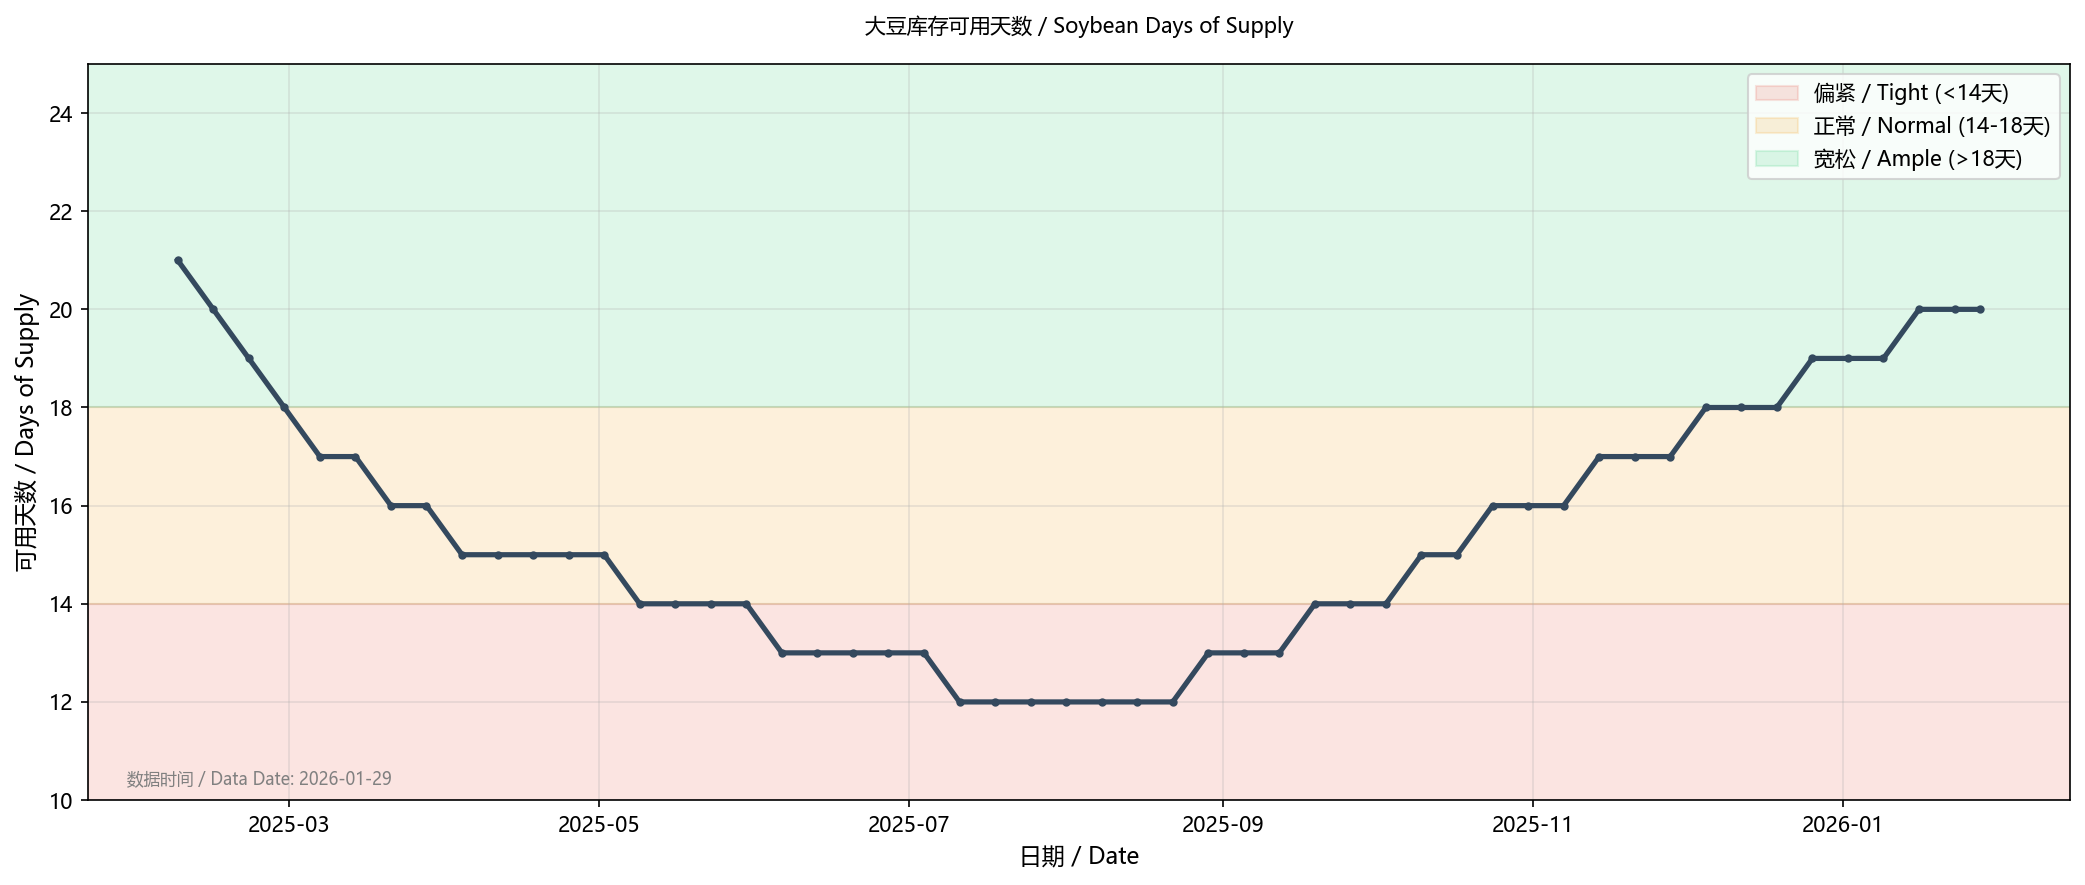 大豆库存可用天数 / Soybean Days of Supply
偏紧 / Tight (<14天)
正常 / Normal (14-18天)
宽松 / Ample (>18天)
可用天数 / Days of Supply
24
22
20
18
16
14
12
10
数据时间 / Data Date: 2026-01-29
2025-03 2025-05 2025-07 2025-09 2025-11 2026-01
日期 / Date